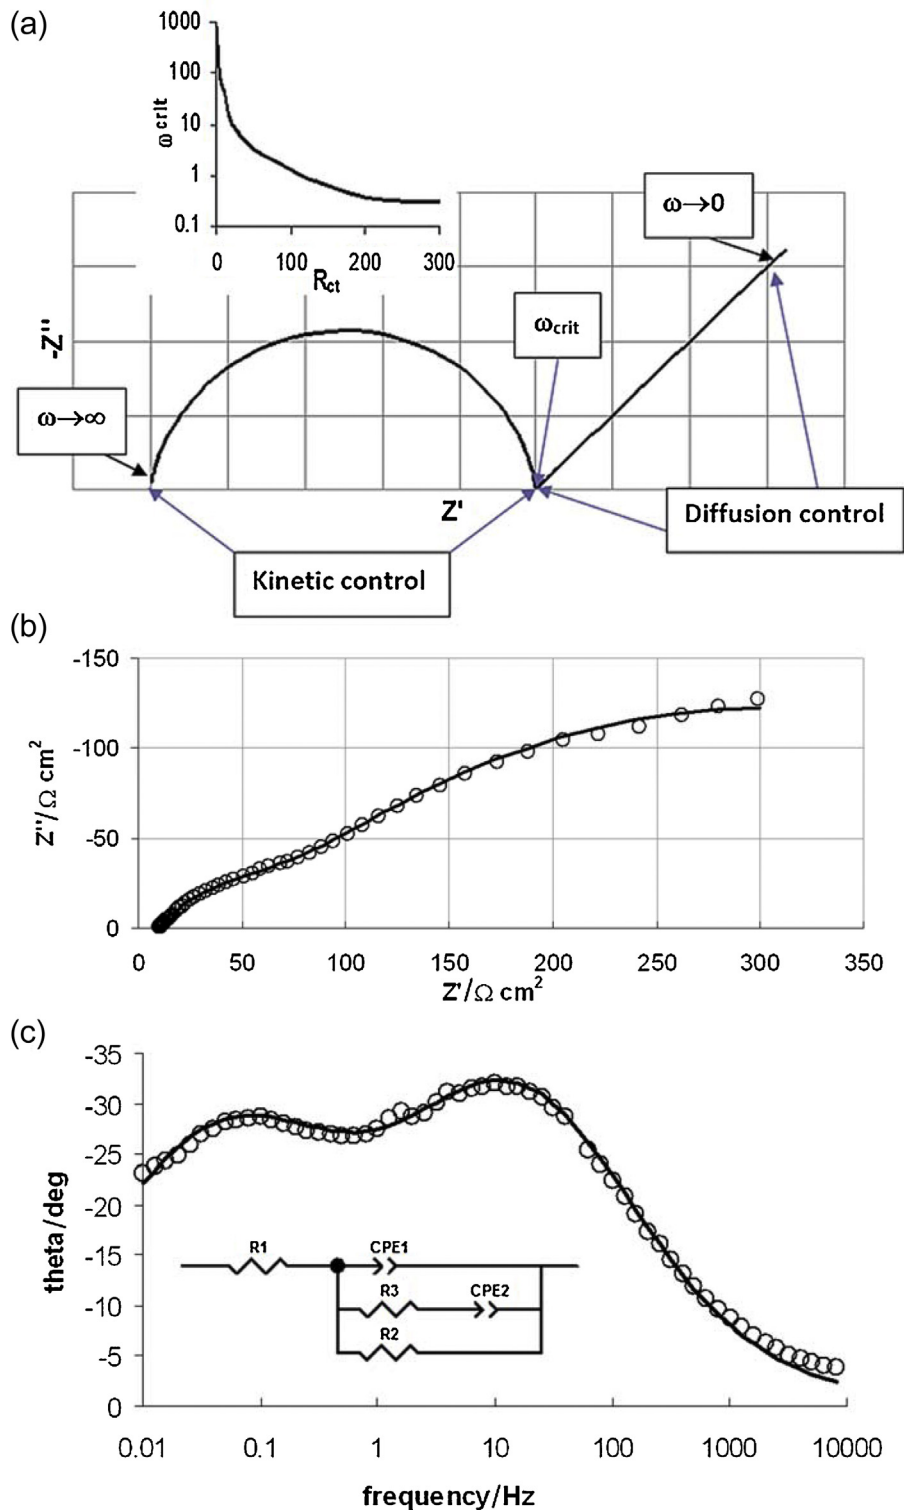 (a)
1000
100
10
1
0.1
ω crit
0 100 200 300
Rct
ω→0
-Z''
ωcrit
ω→∞
Z'
Diffusion control
Kinetic control
(b)
-150
-100
-50
0
Z''/Ω cm²
0 50 100 150 200 250 300 350
Z'/Ω cm²
(c)
-35
-30
-25
-20
-15
-10
-5
0
theta/deg
R1 CPE1
R3 CPE2
R2
0.01 0.1 1 10 100 1000 10000
frequency/Hz